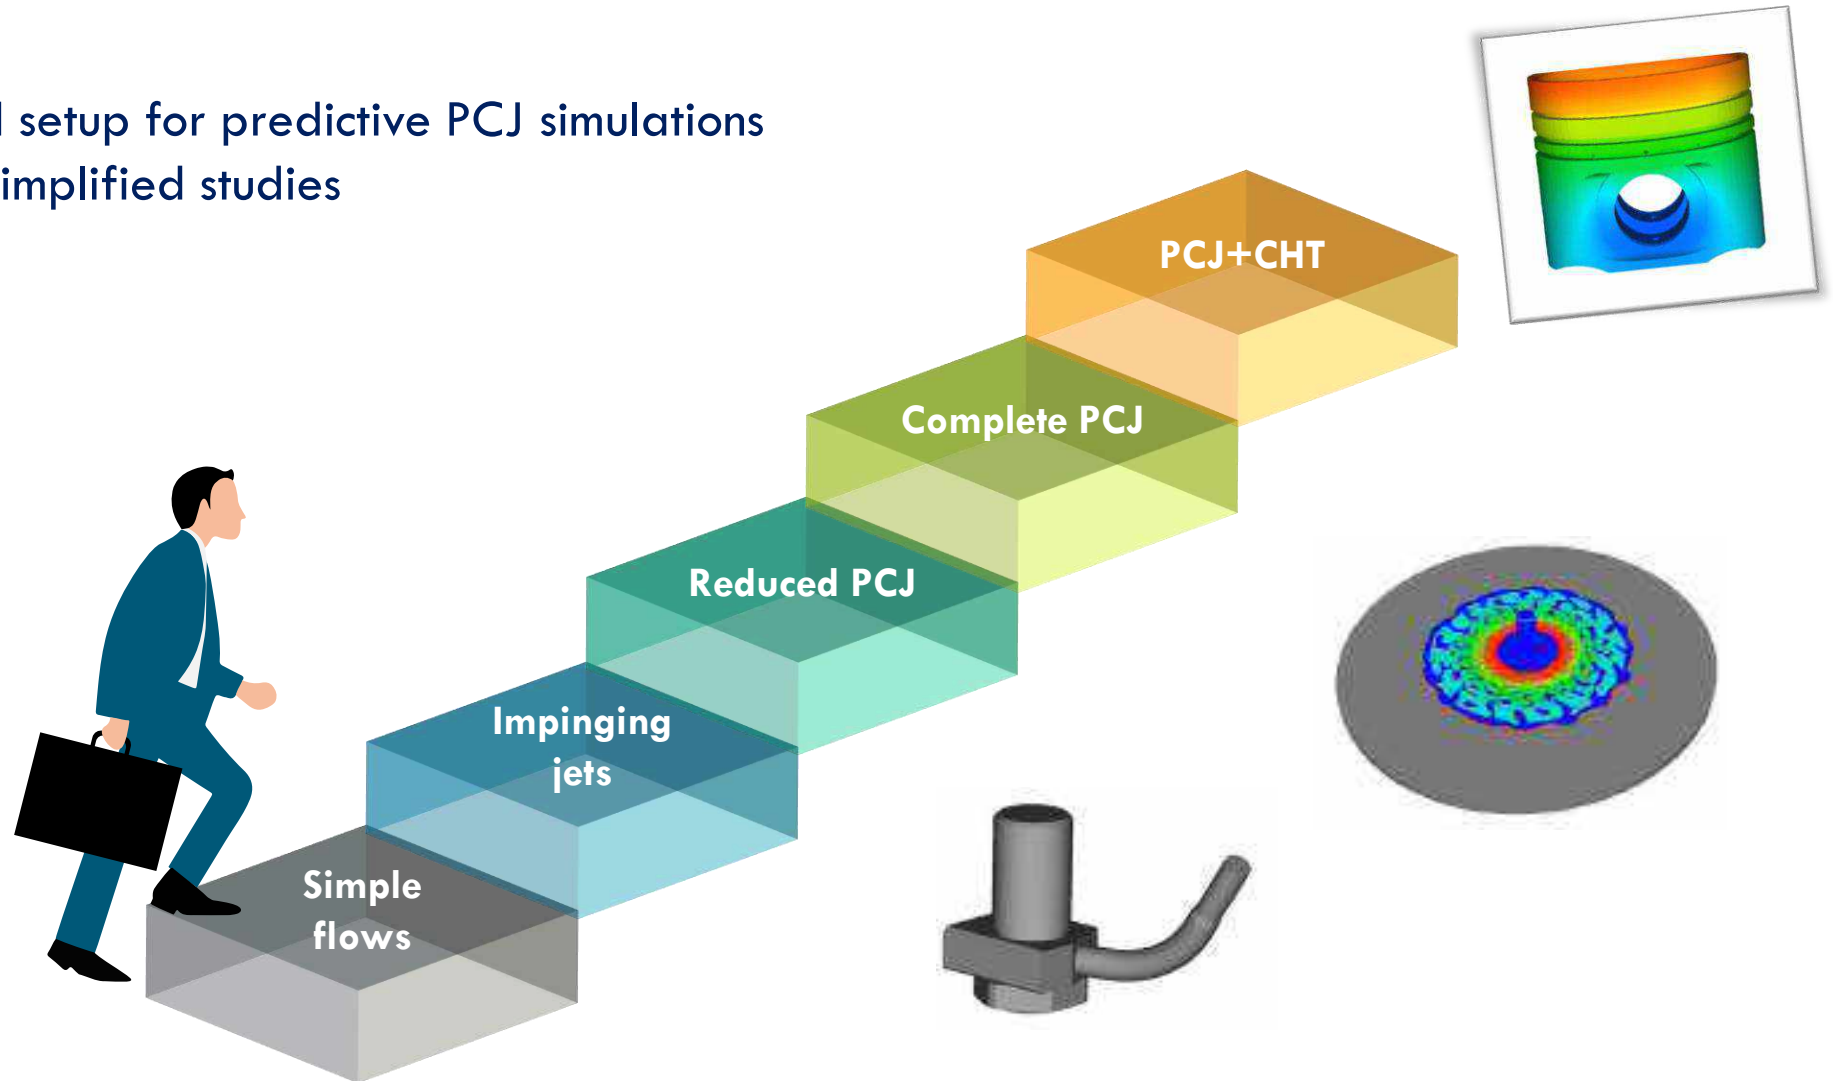 setup for predictive PCJ simulations
implified studies
PCJ+CHT
Complete PCJ
Reduced PCJ
Impinging
jets
Simple
flows